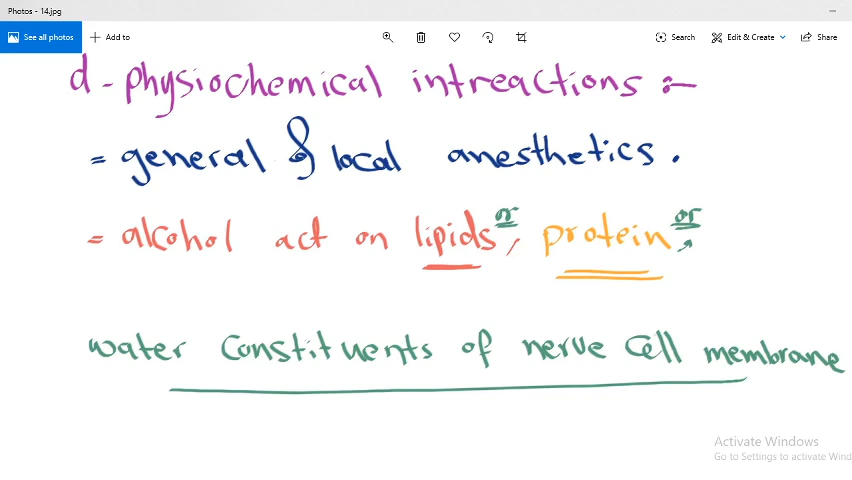 Photos - 14.jpg
See all photos
Add to
Search
Edit & Create
Share
d - physiochemical intreactions :-
= general & local anesthetics .
= alcohol act on lipids or , protein or ,
water constituents of nerve cell membrane
Activate Windows
Go to Settings to activate Wind